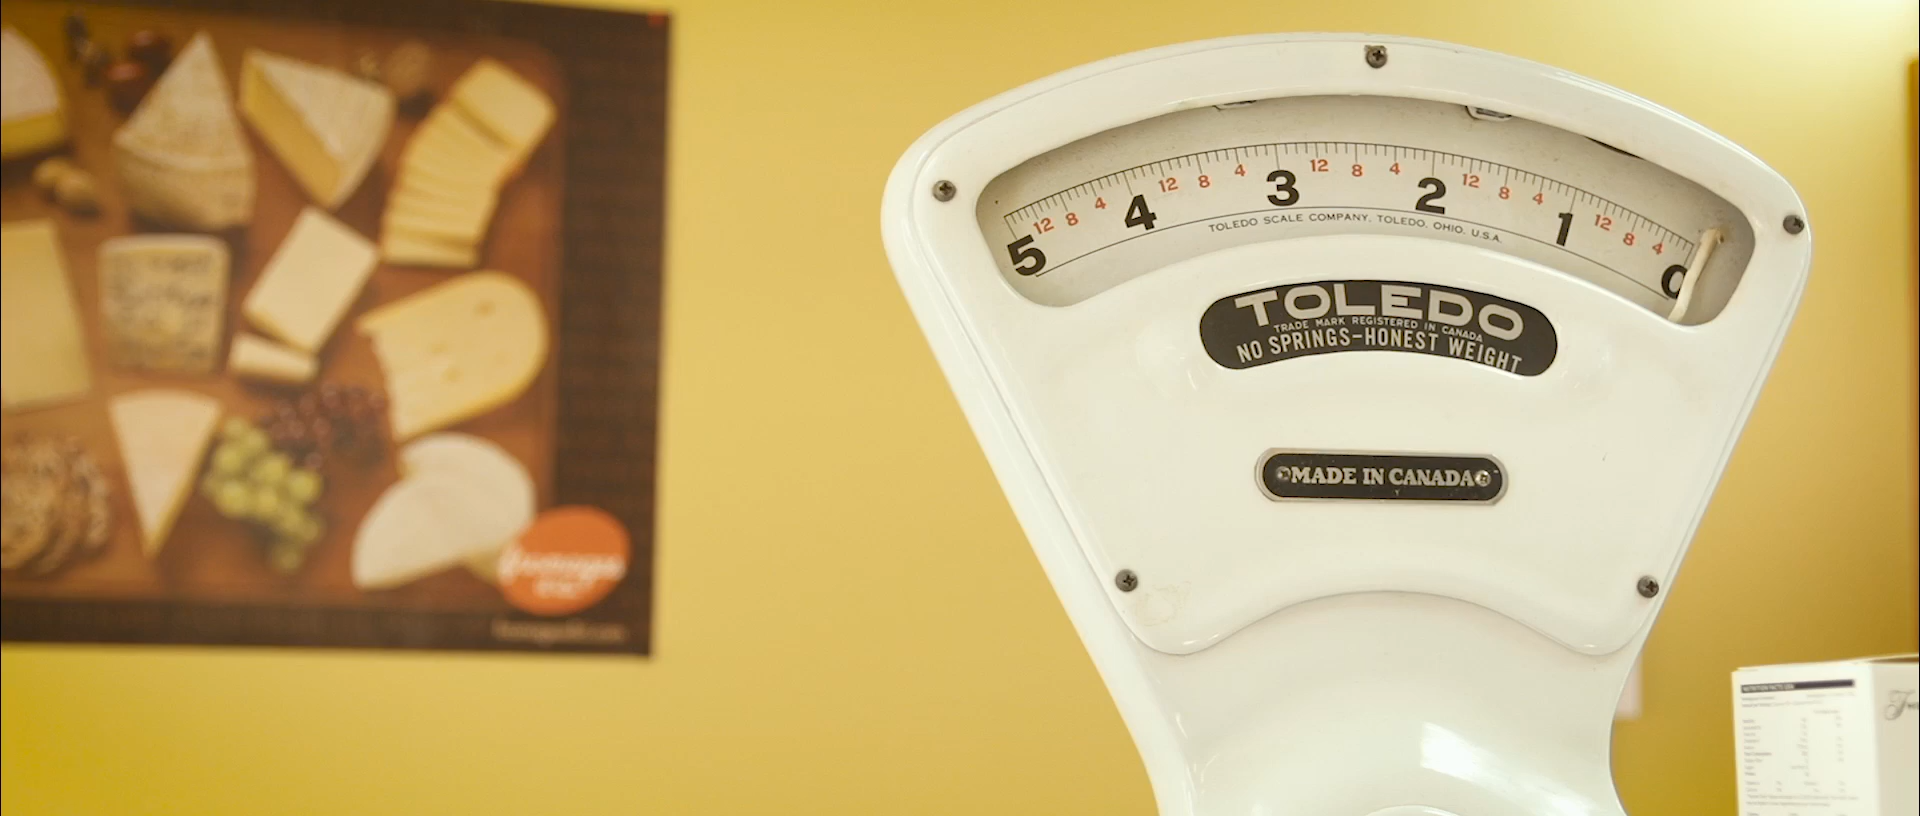 5 12 8 4 4 12 8 4 3 12 8 4 2 12 8 4 1 12 8 4 0
TOLEDO SCALE COMPANY. TOLEDO, OHIO, U.S.A.
TOLEDO
TRADE MARK REGISTERED IN CANADA
NO SPRINGS-HONEST WEIGHT
MADE IN CANADA